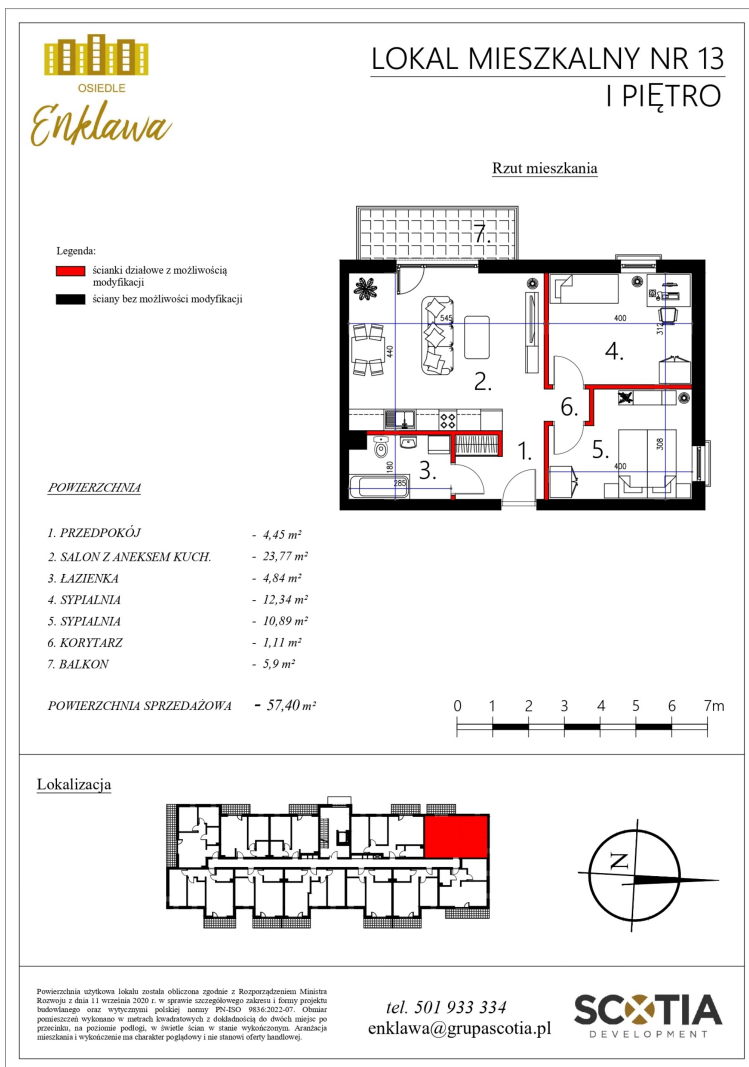 OSIEDLE
Enklawa
LOKAL MIESZKALNY NR 13
I PIĘTRO
Rzut mieszkania
Legenda:
ścianki działowe z możliwością
modyfikacji
ściany bez możliwości modyfikacji
7.
545
400
312
440
4.
2.
6.
1.
5.
308
400
3.
180
285
POWIERZCHNIA
1. PRZEDPOKÓJ - 4,45 m²
2. SALON Z ANEKSEM KUCH. - 23,77 m²
3. ŁAZIENKA - 4,84 m²
4. SYPIALNIA - 12,34 m²
5. SYPIALNIA - 10,89 m²
6. KORYTARZ - 1,11 m²
7. BALKON - 5,9 m²
POWIERZCHNIA SPRZEDAŻOWA - 57,40 m²
0 1 2 3 4 5 6 7m
Lokalizacja
N
Powierzchnia użytkowa lokalu została obliczona zgodnie z Rozporządzeniem Ministra
Rozwoju z dnia 11 września 2020 r. w sprawie szczegółowego zakresu i formy projektu
budowlanego oraz wytycznymi polskiej normy PN-ISO 9836:2022-07. Obmiar
pomieszczeń wykonano w metrach kwadratowych z dokładnością do dwóch miejsc po
przecinku, na poziomie podłogi, w świetle ścian w stanie wykończonym. Aranżacja
mieszkania i wykończenie ma charakter poglądowy i nie stanowi oferty handlowej.
tel. 501 933 334
enklawa@grupascotia.pl
SCOTIA
DEVELOPMENT